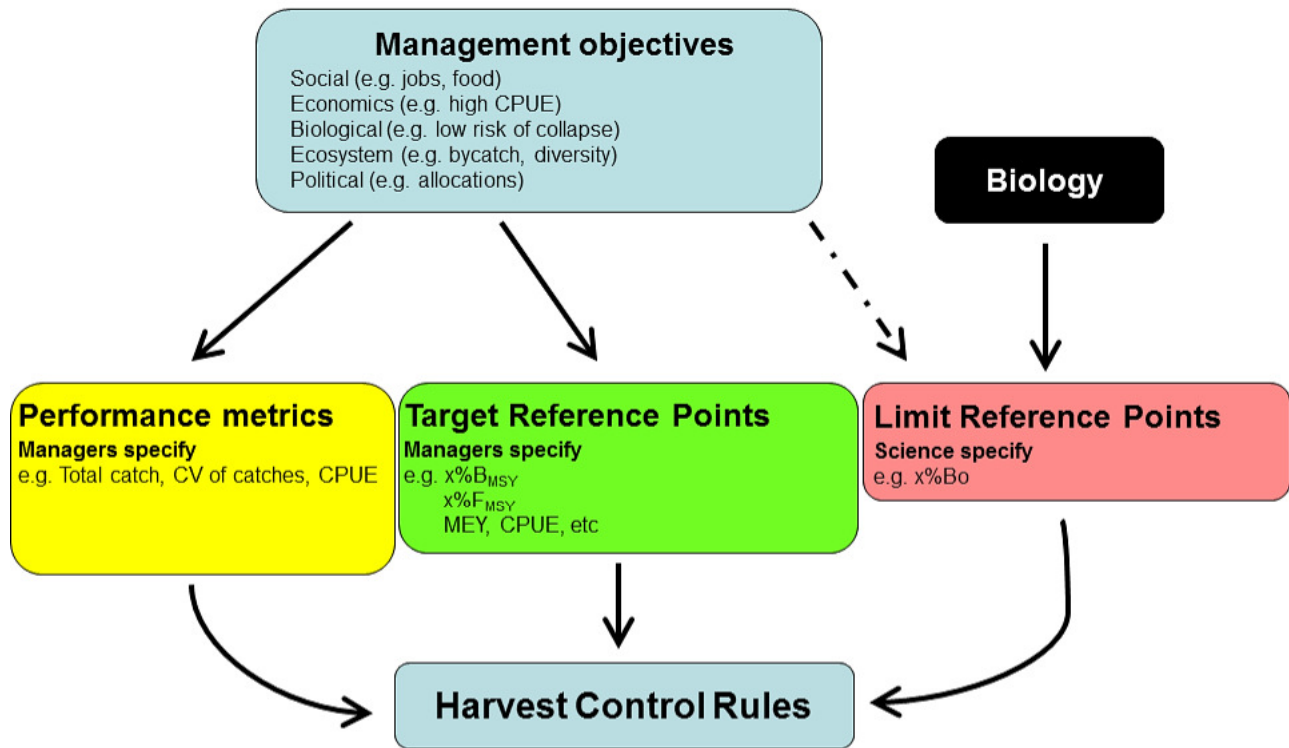 Management objectives
Social (e.g. jobs, food)
Economics (e.g. high CPUE)
Biological (e.g. low risk of collapse)
Ecosystem (e.g. bycatch, diversity)
Political (e.g. allocations)
Biology
Performance metrics
Managers specify
e.g. Total catch, CV of catches, CPUE
Target Reference Points
Managers specify
e.g. x%B_MSY
x%F_MSY
MEY, CPUE, etc
Limit Reference Points
Science specify
e.g. x%Bo
Harvest Control Rules